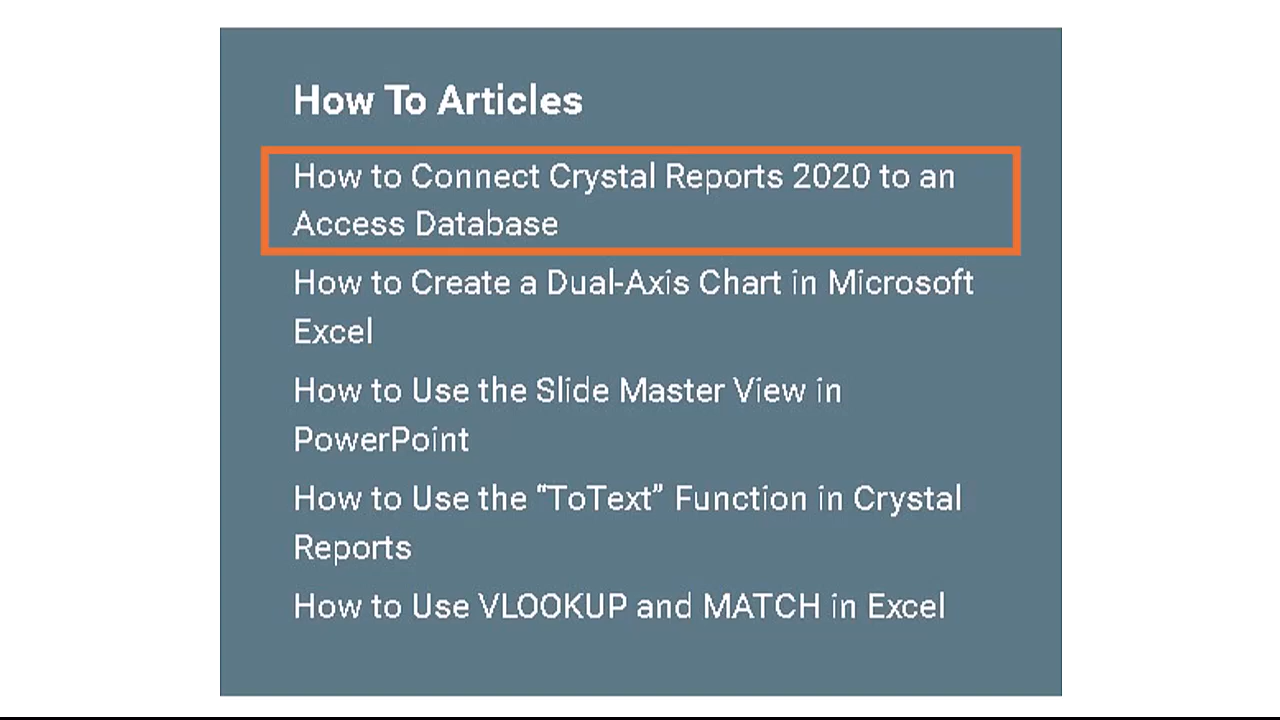 How To Articles
How to Connect Crystal Reports 2020 to an
Access Database
How to Create a Dual-Axis Chart in Microsoft
Excel
How to Use the Slide Master View in
PowerPoint
How to Use the “ToText” Function in Crystal
Reports
How to Use VLOOKUP and MATCH in Excel